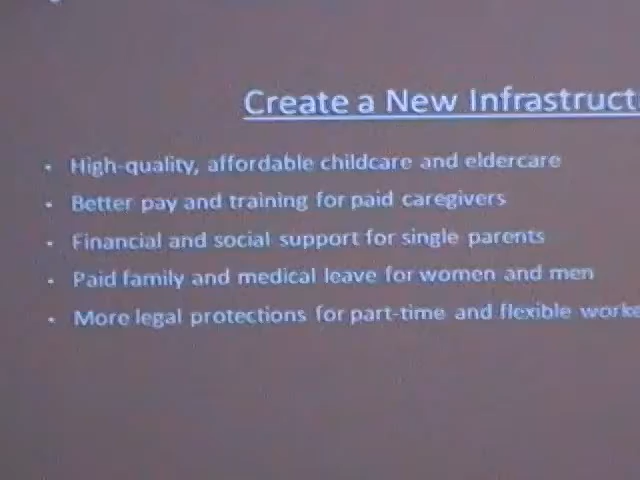 Create a New Infrastruct
• High-quality, affordable childcare and eldercare
• Better pay and training for paid caregivers
• Financial and social support for single parents
• Paid family and medical leave for women and men
• More legal protections for part-time and flexible worke